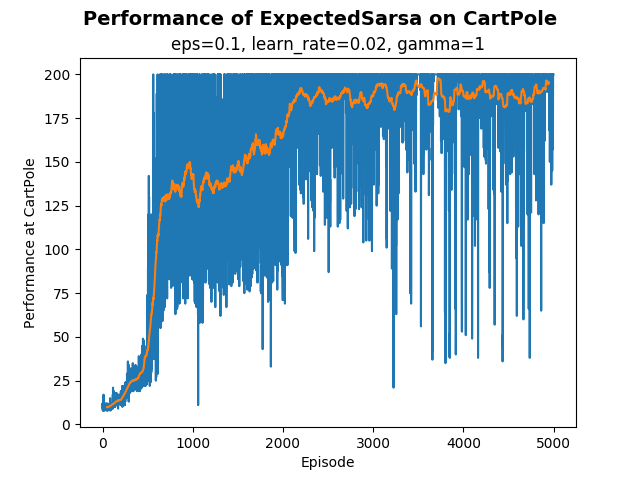 Performance of ExpectedSarsa on CartPole
eps=0.1, learn_rate=0.02, gamma=1
Performance at CartPole
200
175
150
125
100
75
50
25
0
0 1000 2000 3000 4000 5000
Episode